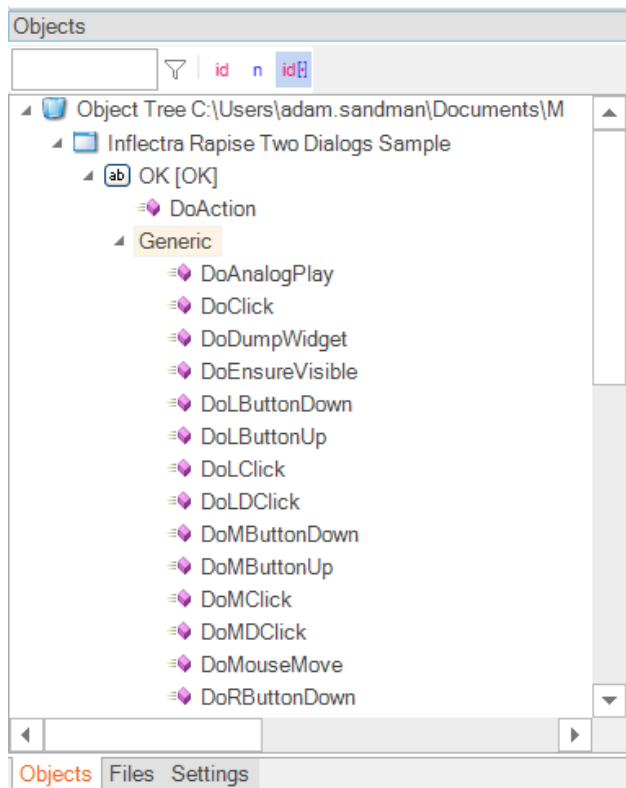 Objects
id n id[·]
Object Tree C:\Users\adam.sandman\Documents\M
Inflectra Rapise Two Dialogs Sample
ab OK [OK]
DoAction
Generic
DoAnalogPlay
DoClick
DoDumpWidget
DoEnsureVisible
DoLButtonDown
DoLButtonUp
DoLClick
DoLDClick
DoMButtonDown
DoMButtonUp
DoMClick
DoMDClick
DoMouseMove
DoRButtonDown
Objects Files Settings